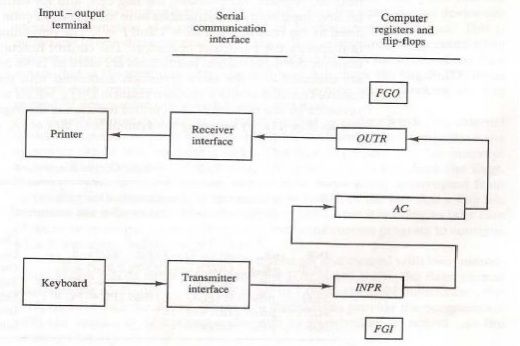 Input – output
terminal
Serial
communication
interface
Computer
registers and
flip-flops
FGO
Printer
Receiver
interface
OUTR
AC
Keyboard
Transmitter
interface
INPR
FGI